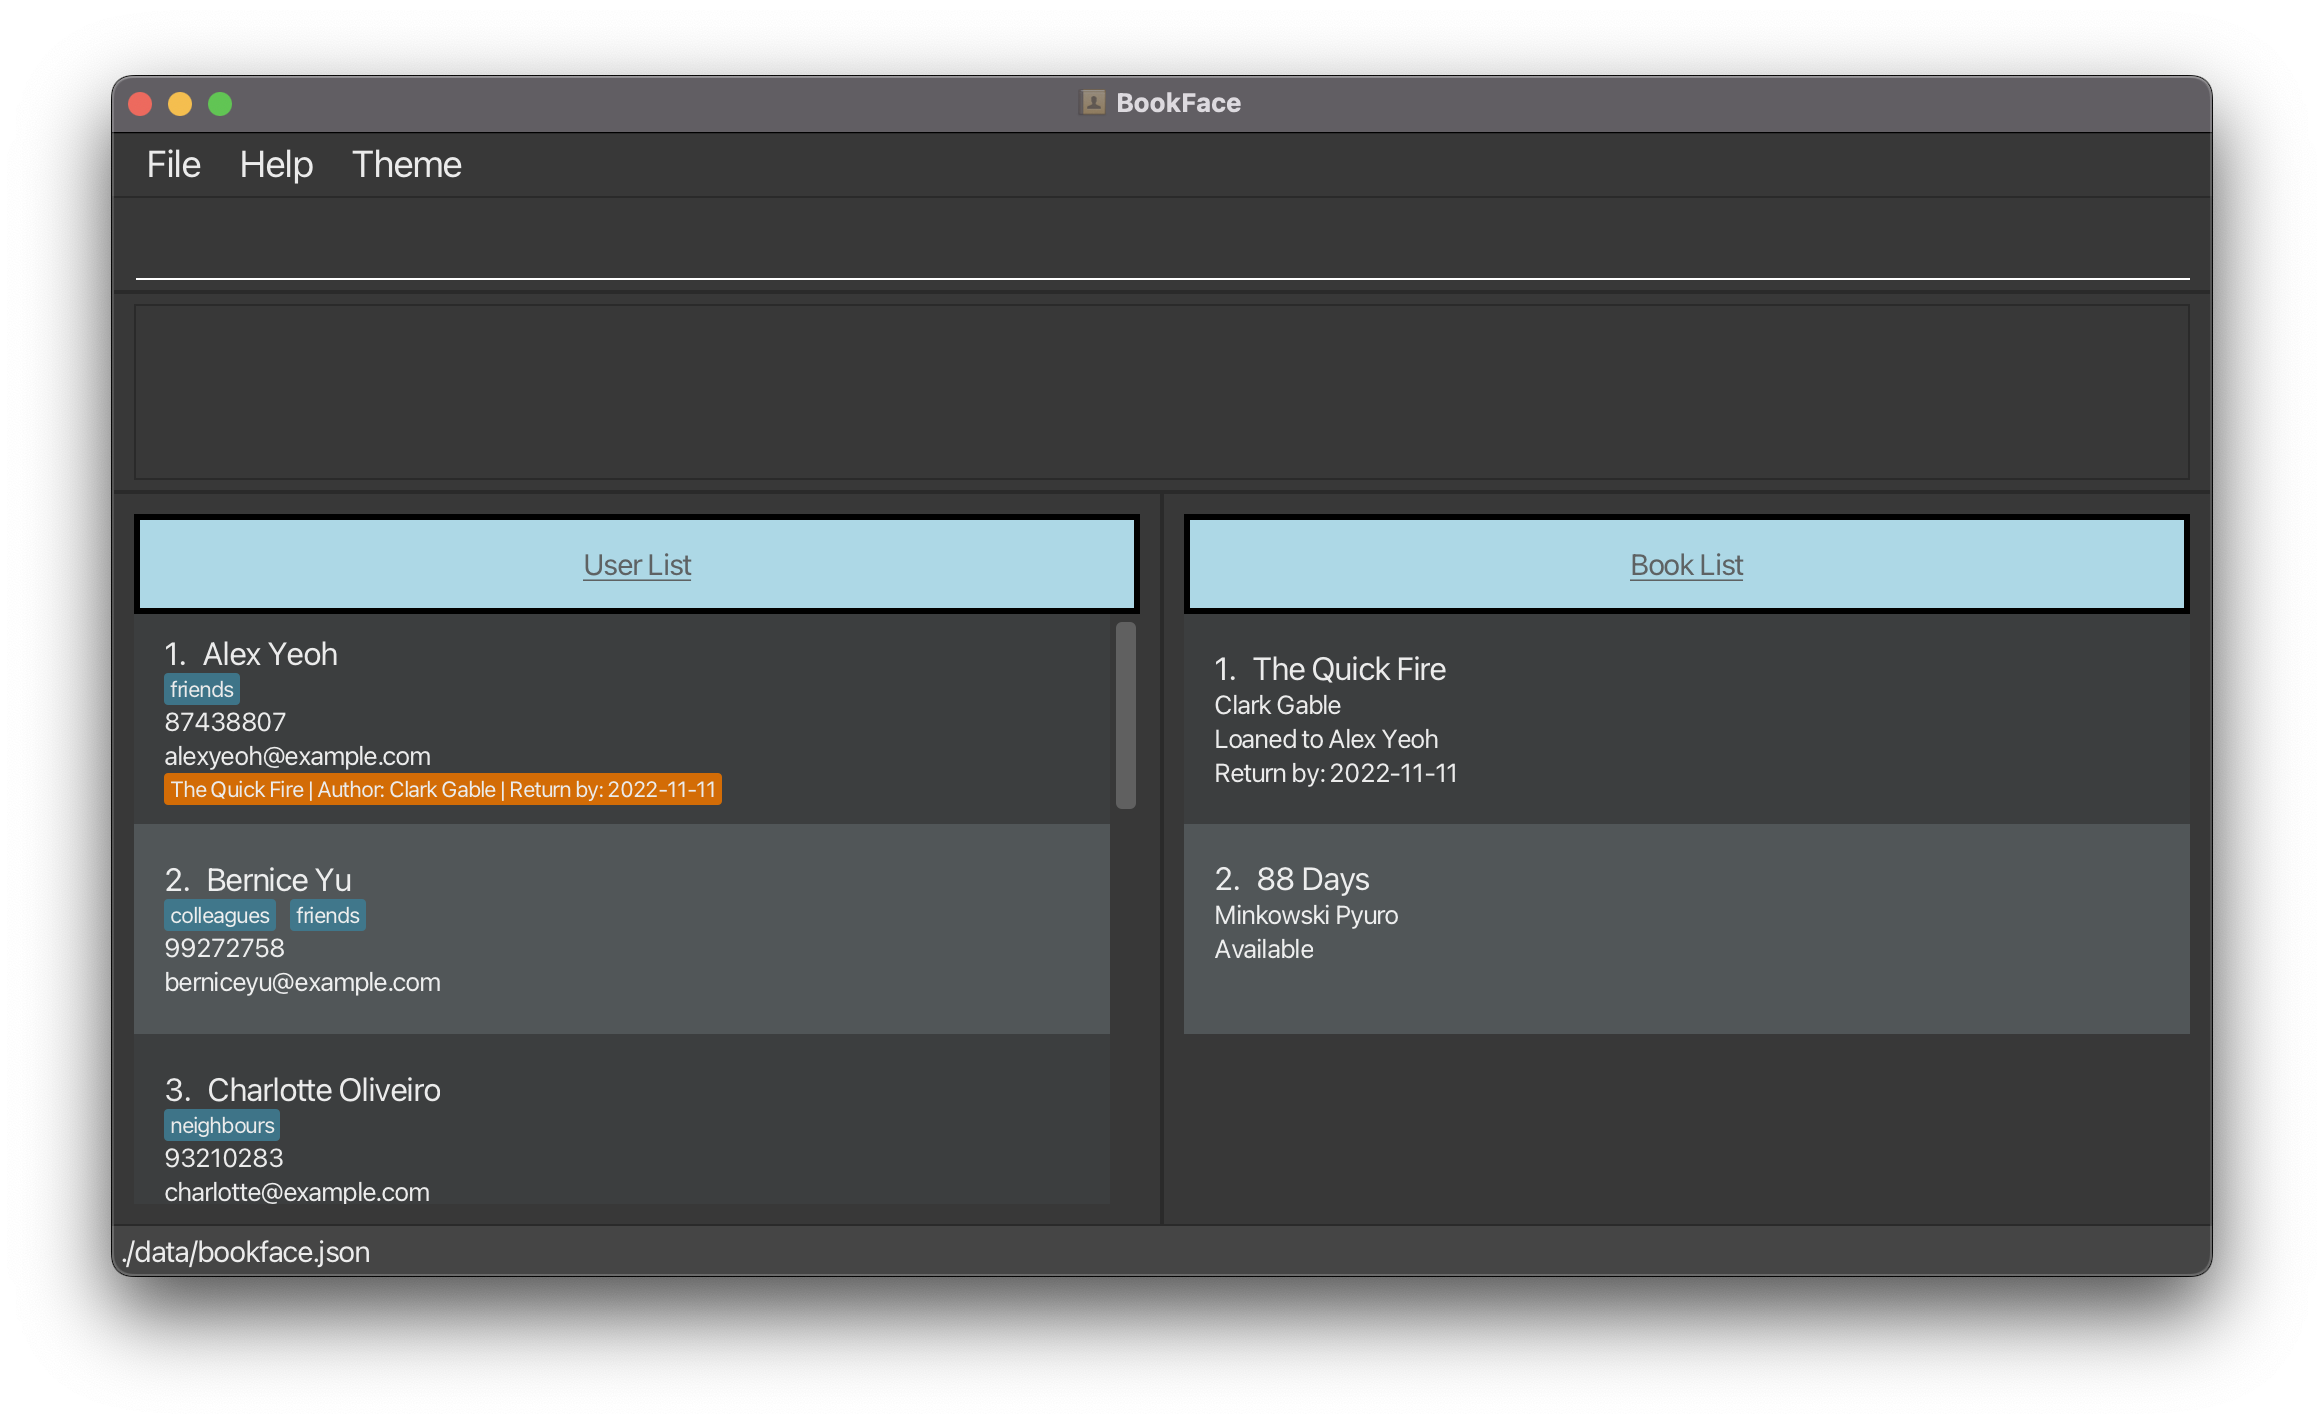 BookFace
File Help Theme
User List
1. Alex Yeoh
friends
87438807
alexyeoh@example.com
The Quick Fire | Author: Clark Gable | Return by: 2022-11-11
2. Bernice Yu
colleagues friends
99272758
berniceyu@example.com
3. Charlotte Oliveiro
neighbours
93210283
charlotte@example.com
Book List
1. The Quick Fire
Clark Gable
Loaned to Alex Yeoh
Return by: 2022-11-11
2. 88 Days
Minkowski Pyuro
Available
./data/bookface.json